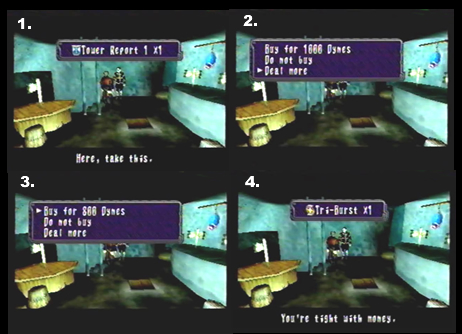 1.
Tower Report 1 x1
Here, take this.
2.
Buy for 1000 Dynes
Do not buy
Deal more
3.
Buy for 800 Dynes
Do not buy
Deal more
4.
Tri-Burst x1
You're tight with money.